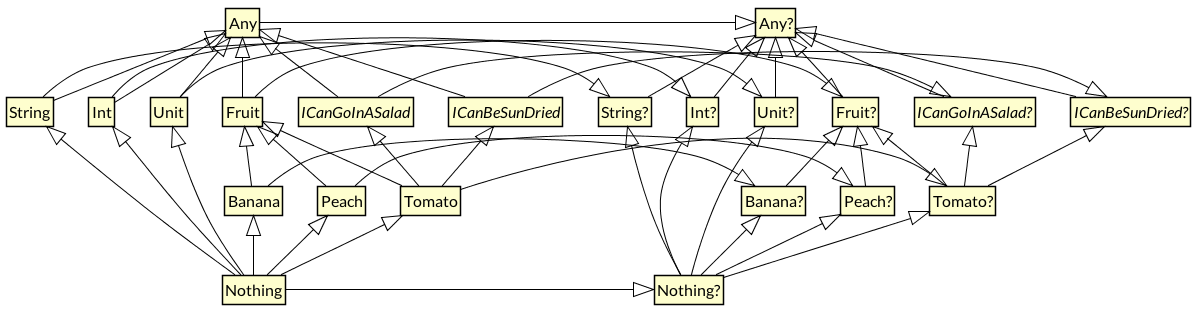 Any Any?
String Int Unit Fruit ICanGoInASalad ICanBeSunDried String? Int? Unit? Fruit? ICanGoInASalad? ICanBeSunDried?
Banana Peach Tomato Banana? Peach? Tomato?
Nothing Nothing?